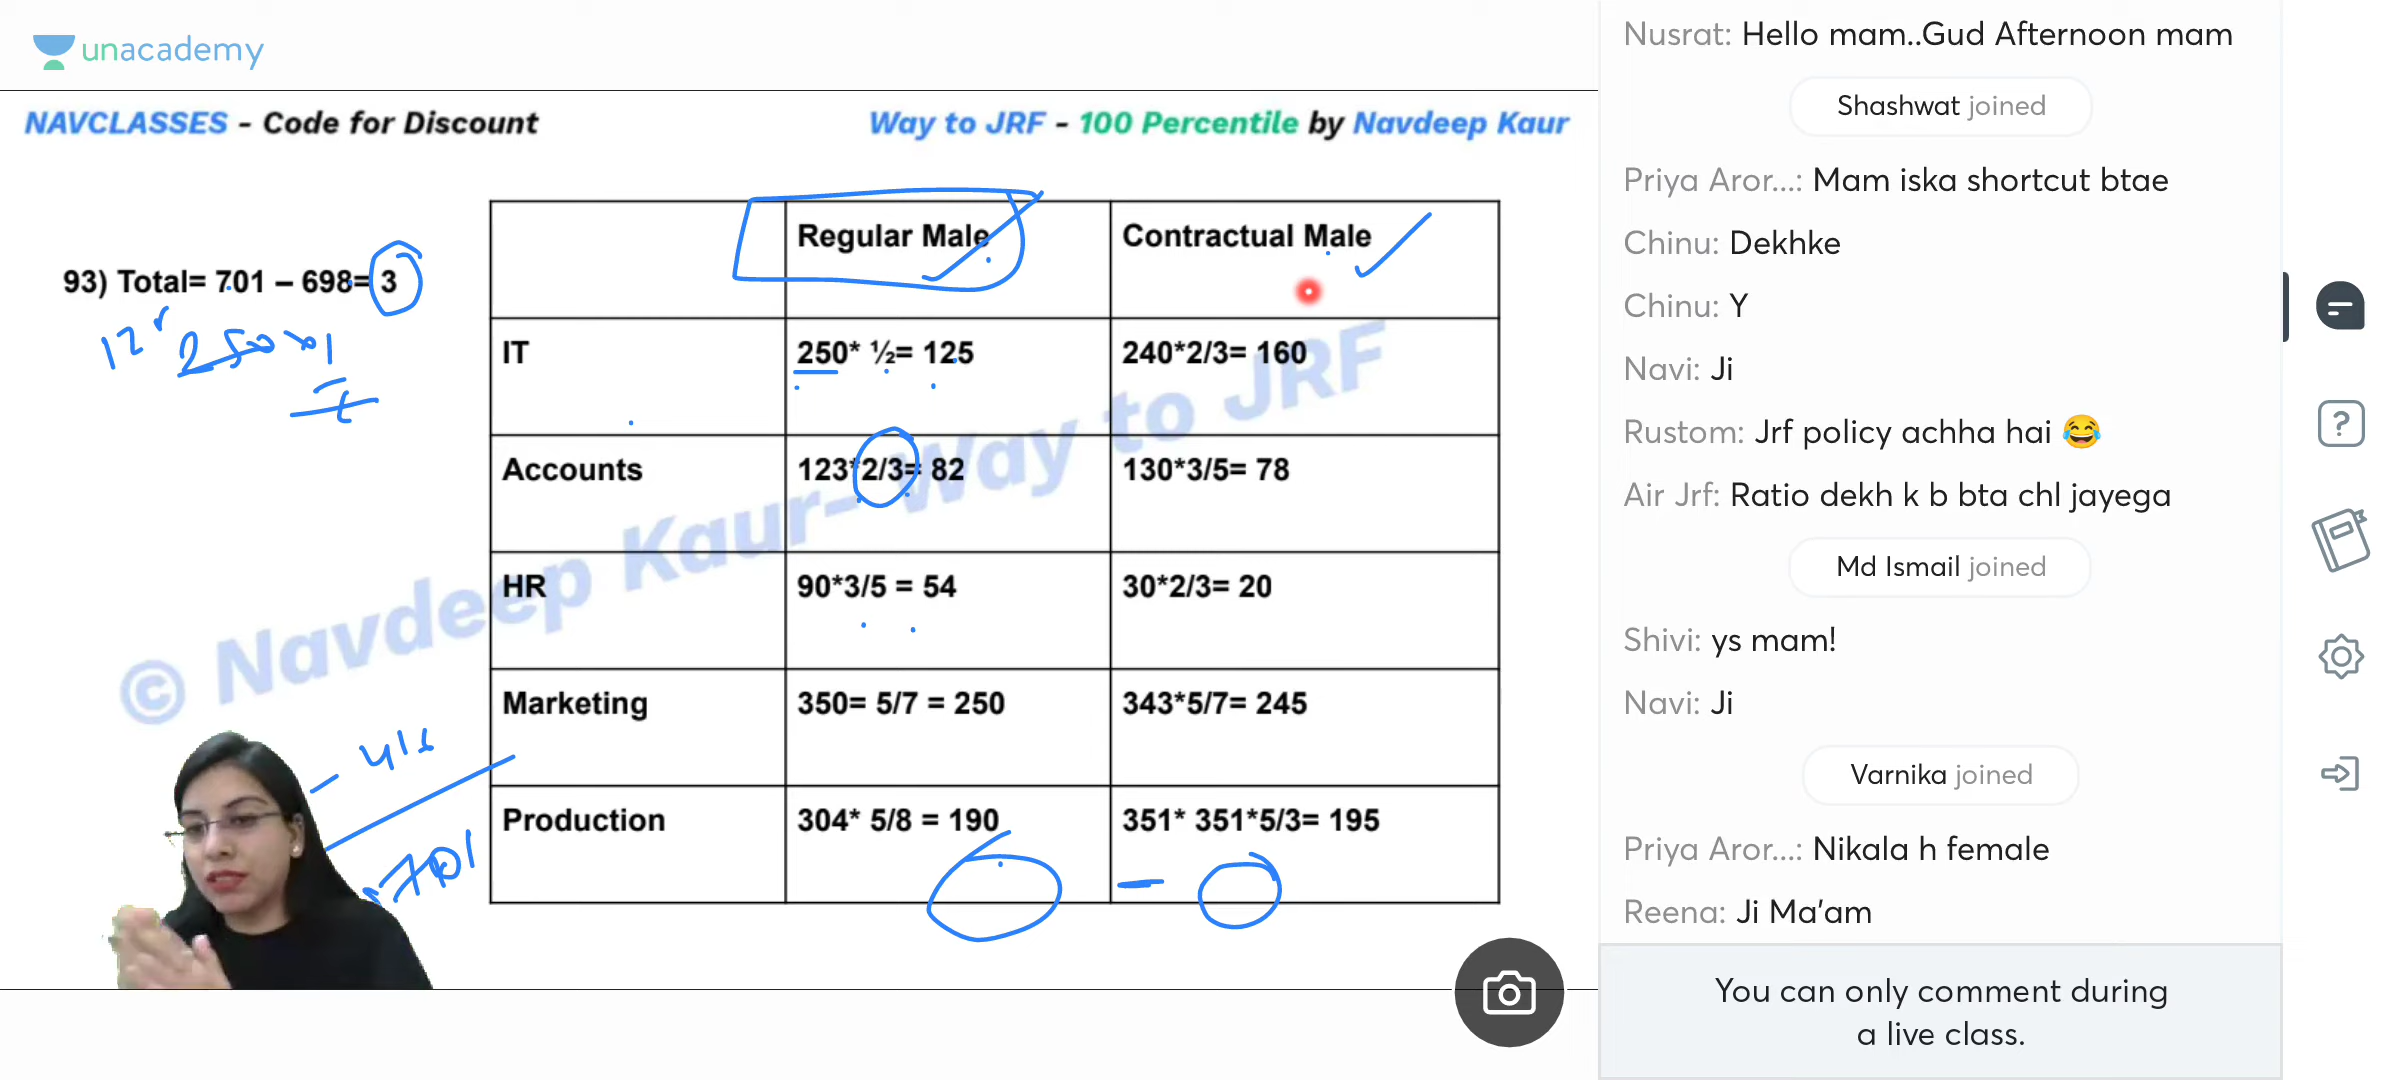 unacademy
NAVCLASSES - Code for Discount
Way to JRF - 100 Percentile by Navdeep Kaur
93) Total= 701 – 698= 3
Regular Male
Contractual Male
IT
250* ½= 125
240*2/3= 160
Accounts
123*2/3= 82
130*3/5= 78
HR
90*3/5 = 54
30*2/3= 20
Marketing
350= 5/7 = 250
343*5/7= 245
Production
304* 5/8 = 190
351* 351*5/3= 195
© Navdeep Kaur- Way to JRF
701
Nusrat: Hello mam..Gud Afternoon mam
Shashwat joined
Priya Aror...: Mam iska shortcut btae
Chinu: Dekhke
Chinu: Y
Navi: Ji
Rustom: Jrf policy achha hai 😂
Air Jrf: Ratio dekh k b bta chl jayega
Md Ismail joined
Shivi: ys mam!
Navi: Ji
Varnika joined
Priya Aror...: Nikala h female
Reena: Ji Ma'am
You can only comment during
a live class.